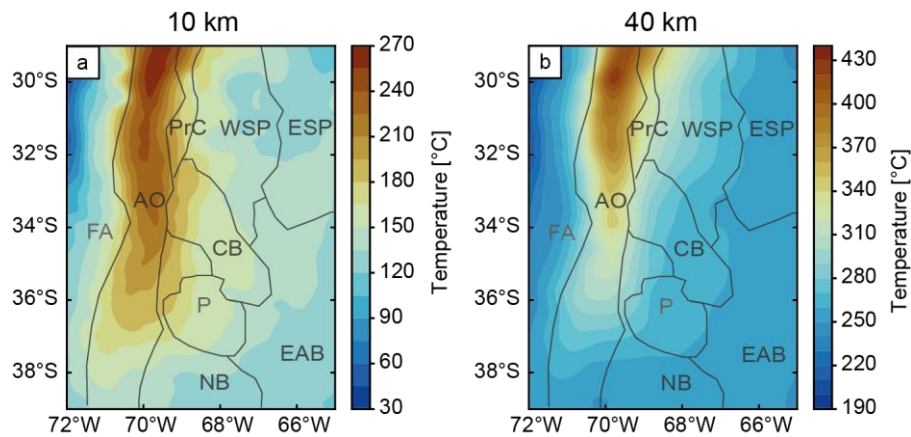 10 km
40 km
a
PrC
WSP
ESP
AO
FA
CB
P
EAB
NB
30°S
32°S
34°S
36°S
38°S
72°W
70°W
68°W
66°W
270
240
210
180
150
120
90
60
30
Temperature [°C]
b
PrC
WSP
ESP
AO
FA
CB
P
EAB
NB
30°S
32°S
34°S
36°S
38°S
72°W
70°W
68°W
66°W
430
400
370
340
310
280
250
220
190
Temperature [°C]